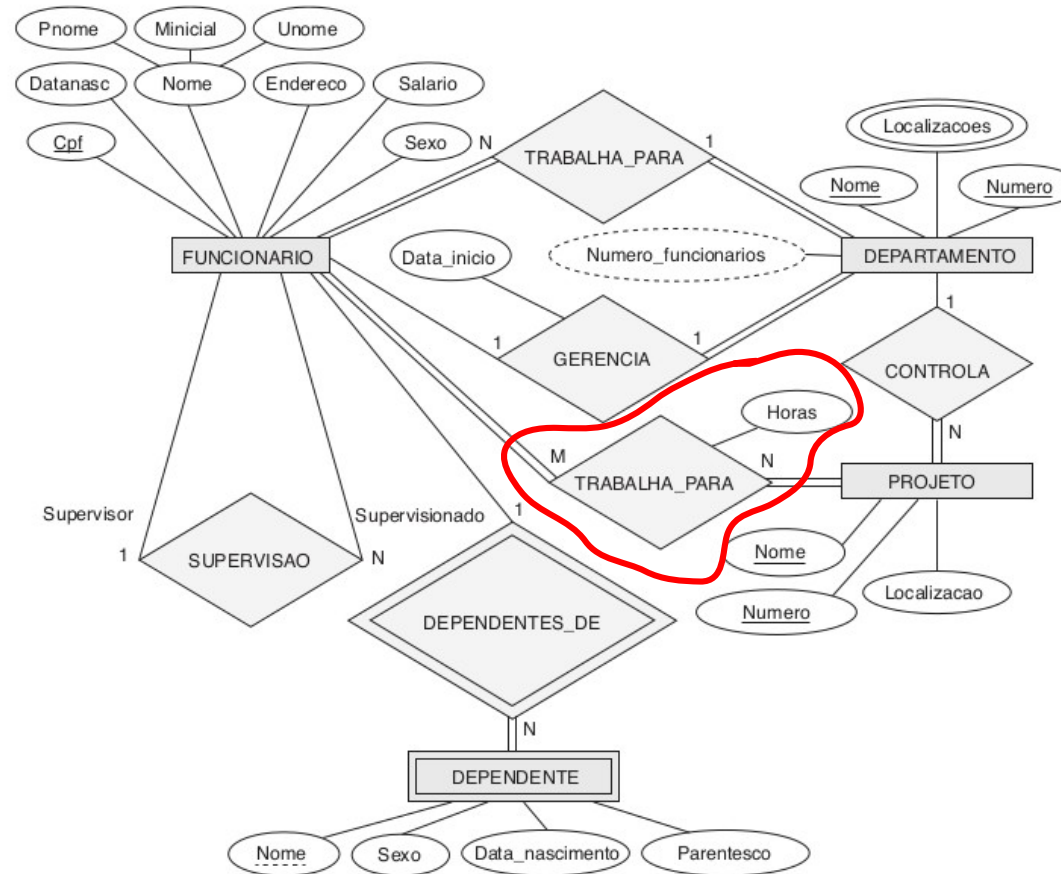 Pnome
Minicial
Unome
Datanasc
Nome
Endereco
Salario
Cpf
Sexo
N
TRABALHA_PARA
1
Localizacoes
Nome
Numero
FUNCIONARIO
Data_inicio
Numero_funcionarios
DEPARTAMENTO
1
GERENCIA
1
1
CONTROLA
N
Horas
M
TRABALHA_PARA
N
PROJETO
Nome
Numero
Localizacao
Supervisor
1
SUPERVISAO
Supervisionado
N
1
DEPENDENTES_DE
N
DEPENDENTE
Nome
Sexo
Data_nascimento
Parentesco